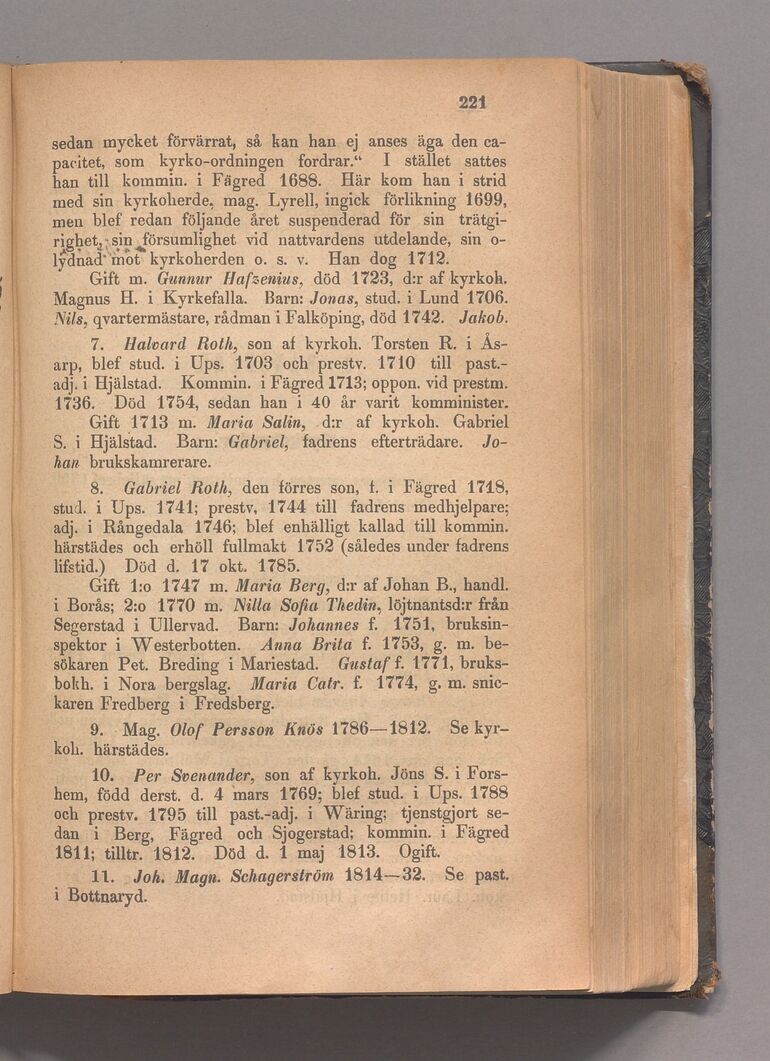 221
sedan mycket förvärrat, så kan han ej anses äga den ca-
pacitet, som kyrko-ordningen fordrar.“ I stället sattes
han till kommin. i Fägred 1688. Här kom han i strid
med sin kyrkoherde, mag. Lyrell, ingick förlikning 1699,
men blef redan följande året suspenderad för sin trätgi-
righet, sin försumlighet vid nattvardens utdelande, sin o-
lydnad mot kyrkoherden o. s. v. Han dog 1712.
Gift m. Gunnur Hafzenius, död 1723, d:r af kyrkoh.
Magnus H. i Kyrkefalla. Barn: Jonas, stud. i Lund 1706.
Nils, qvartermästare, rådman i Falköping, död 1742. Jakob.
7. Halvard Roth, son af kyrkoh. Torsten R. i Ås-
arp, blef stud. i Ups. 1703 och prestv. 1710 till past.-
adj. i Hjälstad. Kommin. i Fägred 1713; oppon. vid prestm.
1736. Död 1754, sedan han i 40 år varit komminister.
Gift 1713 m. Maria Salin, d:r af kyrkoh. Gabriel
S. i Hjälstad. Barn: Gabriel, fadrens efterträdare. Jo-
han brukskamrerare.
8. Gabriel Roth, den förres son, f. i Fägred 1718,
stud. i Ups. 1741; prestv, 1744 till fadrens medhjelpare;
adj. i Rångedala 1746; blef enhälligt kallad till kommin.
härstädes och erhöll fullmakt 1752 (således under fadrens
lifstid.) Död d. 17 okt. 1785.
Gift 1:o 1747 m. Maria Berg, d:r af Johan B., handl.
i Borås; 2:o 1770 m. Nilla Sofia Thedin, löjtnantsd:r från
Segerstad i Ullervad. Barn: Johannes f. 1751, bruksin-
spektor i Westerbotten. Anna Brita f. 1753, g. m. be-
sökaren Pet. Breding i Mariestad. Gustaf f. 1771, bruks-
bokh. i Nora bergslag. Maria Catr. f. 1774, g. m. snic-
karen Fredberg i Fredsberg.
9. Mag. Olof Persson Knös 1786—1812. Se kyr-
koh. härstädes.
10. Per Svenander, son af kyrkoh. Jöns S. i Fors-
hem, född derst. d. 4 mars 1769; blef stud. i Ups. 1788
och prestv. 1795 till past.-adj. i Wäring; tjenstgjort se-
dan i Berg, Fägred och Sjogerstad; kommin. i Fägred
1811; tilltr. 1812. Död d. 1 maj 1813. Ogift.
11. Joh. Magn. Schagerström 1814—32. Se past.
i Bottnaryd.